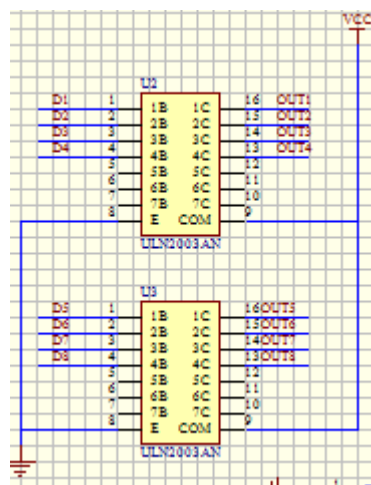 VCC
U2
D1 1 1B 1C 16 OUT1
D2 2 2B 2C 15 OUT2
D3 3 3B 3C 14 OUT3
D4 4 4B 4C 13 OUT4
5 5B 5C 12
6 6B 6C 11
7 7B 7C 10
8 E COM 9
ULN2003AN
U3
D5 1 1B 1C 16 OUT5
D6 2 2B 2C 15 OUT6
D7 3 3B 3C 14 OUT7
D8 4 4B 4C 13 OUT8
5 5B 5C 12
6 6B 6C 11
7 7B 7C 10
8 E COM 9
ULN2003AN